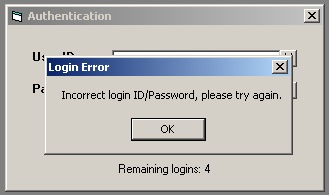 Authentication
Login Error
Incorrect login ID/Password, please try again.
OK
Remaining logins: 4